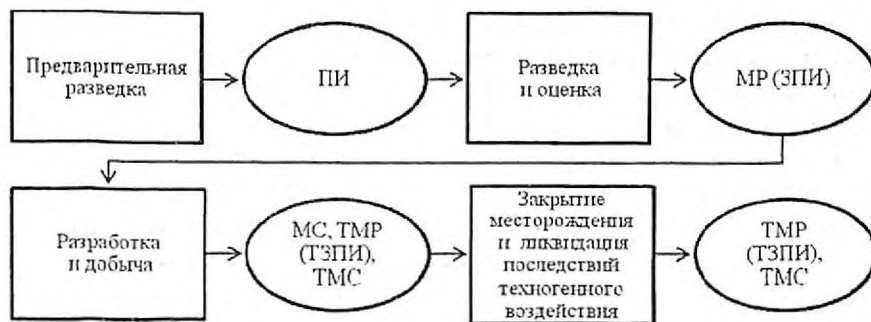 Предварительная
разведка
ПИ
Разведка
и оценка
МР (ЗПИ)
Разработка
и добыча
МС, ТМР
(ТЗПИ),
ТМС
Закрытие
месторождения
и ликвидация
последствий
техногенного
воздействия
ТМР
(ТЗПИ),
ТМС